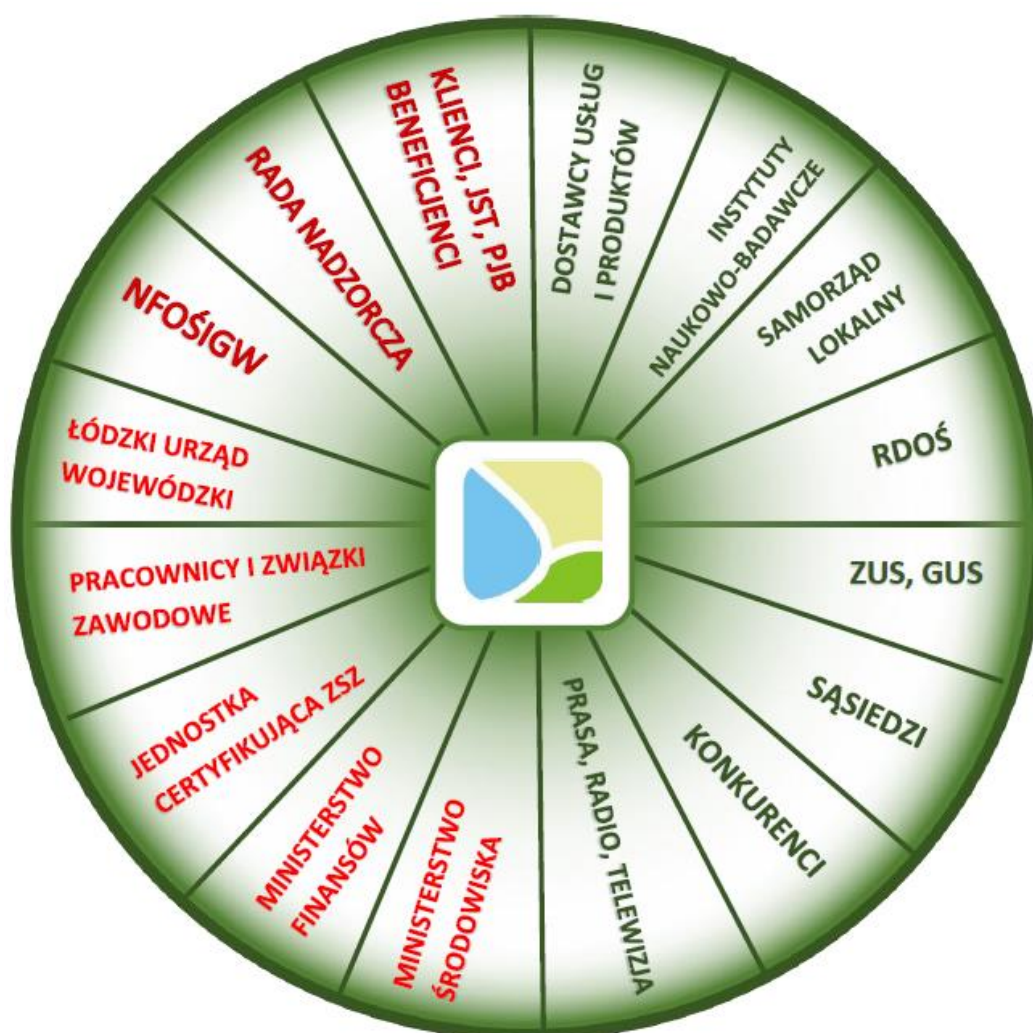 DOSTAWCY USŁUG
I PRODUKTÓW
INSTYTUTY
NAUKOWO-BADAWCZE
SAMORZĄD
LOKALNY
RDOŚ
ZUS, GUS
SĄSIEDZI
KONKURENCI
PRASA, RADIO, TELEWIZJA
MINISTERSTWO
ŚRODOWISKA
MINISTERSTWO
FINANSÓW
JEDNOSTKA
CERTYFIKUJĄCA ZSZ
PRACOWNICY I ZWIĄZKI
ZAWODOWE
ŁÓDZKI URZĄD
WOJEWÓDZKI
NFOŚIGW
RADA NADZORCZA
KLIENCI, JST, PJB
BENEFICJENCI